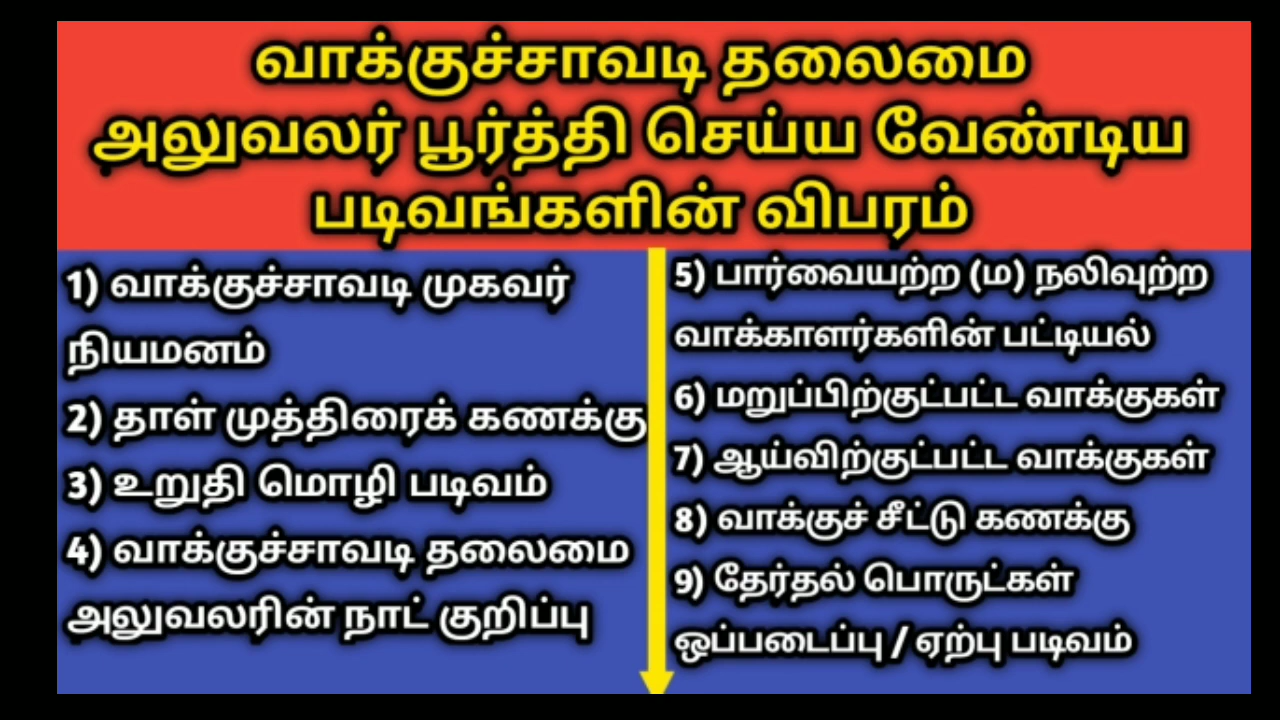 வாக்குச்சாவடி தலைமை
அலுவலர் பூர்த்தி செய்ய வேண்டிய
படிவங்களின் விபரம்
1) வாக்குச்சாவடி முகவர்
நியமனம்
2) தாள் முத்திரைக் கணக்கு
3) உறுதி மொழி படிவம்
4) வாக்குச்சாவடி தலைமை
அலுவலரின் நாட் குறிப்பு
5) பார்வையற்ற (ம) நலிவுற்ற
வாக்காளர்களின் பட்டியல்
6) மறுப்பிற்குட்பட்ட வாக்குகள்
7) ஆய்விற்குட்பட்ட வாக்குகள்
8) வாக்குச் சீட்டு கணக்கு
9) தேர்தல் பொருட்கள்
ஒப்படைப்பு / ஏற்பு படிவம்